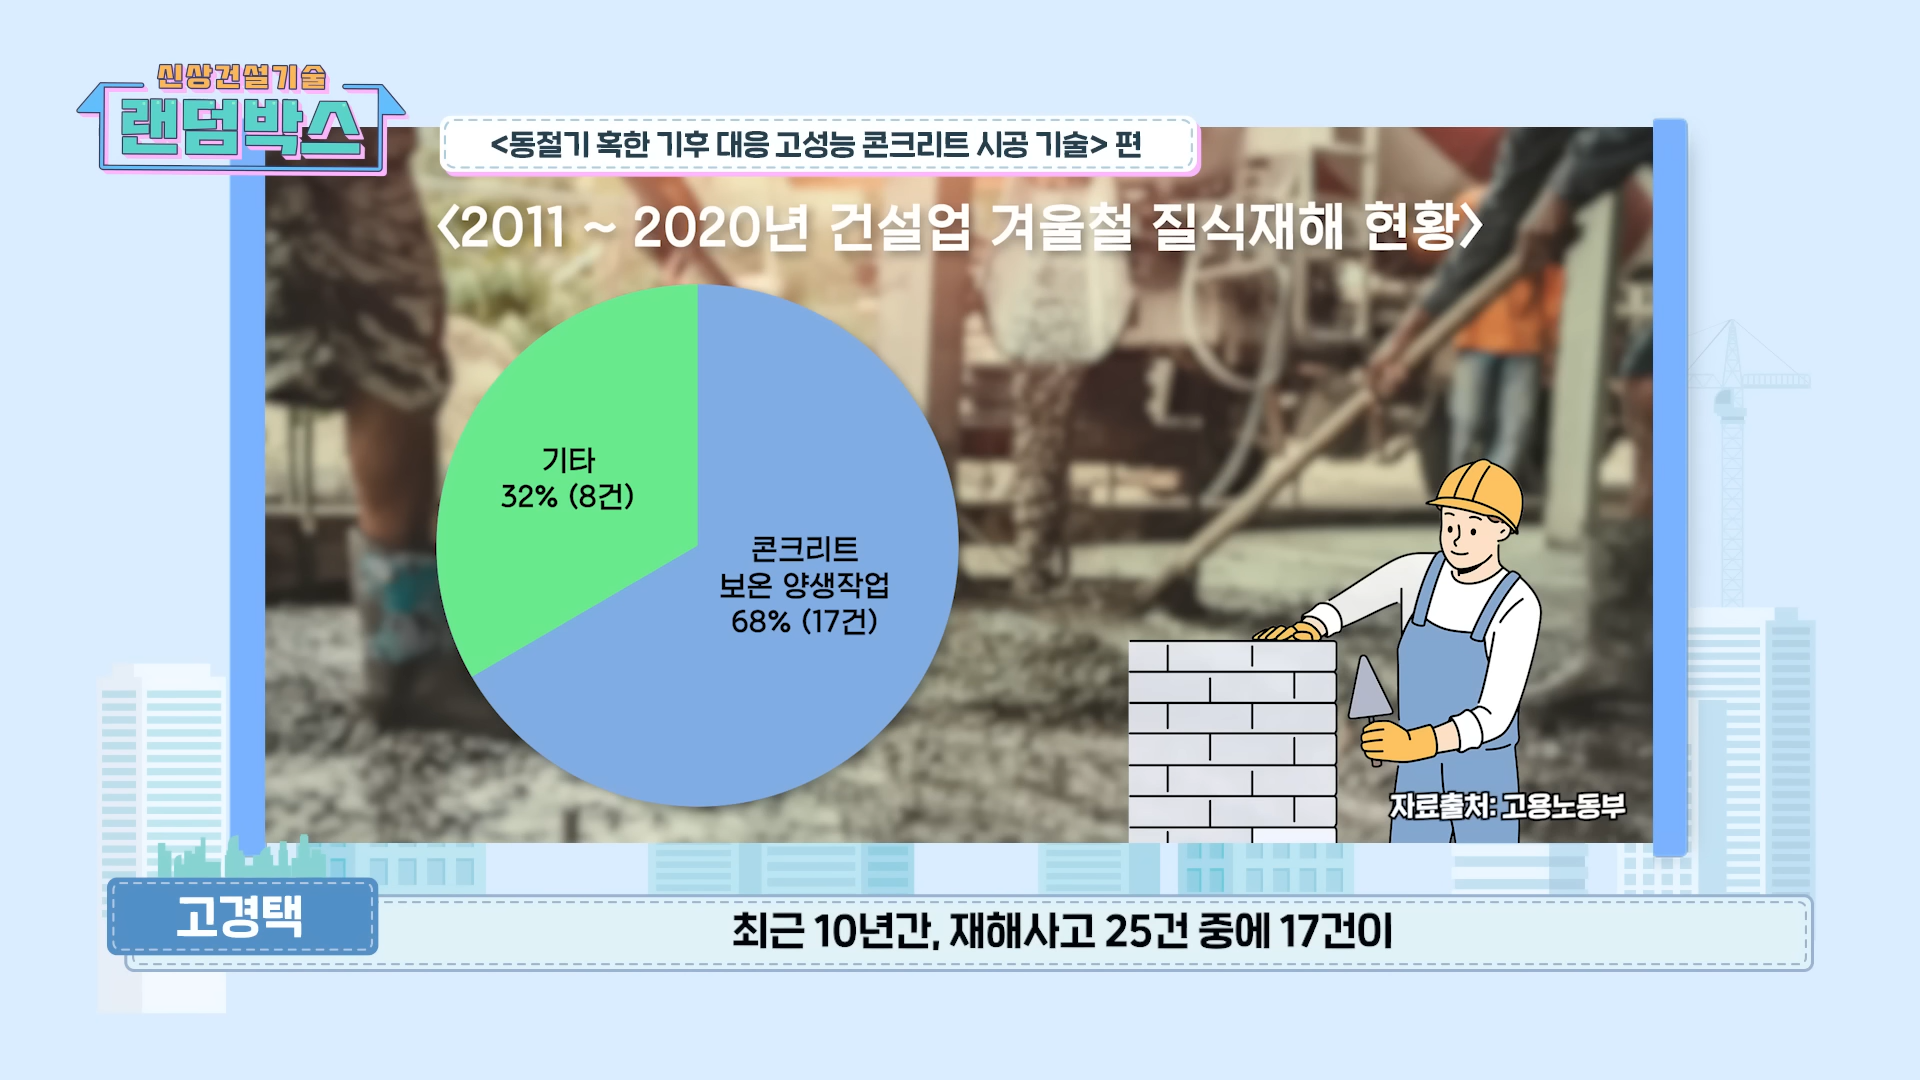 신상건설기술
랜덤박스
<동절기 혹한 기후 대응 고성능 콘크리트 시공 기술> 편
<2011 ~ 2020년 건설업 겨울철 질식재해 현황>
기타
32% (8건)
콘크리트
보온 양생작업
68% (17건)
자료출처: 고용노동부
고경택
최근 10년간, 재해사고 25건 중에 17건이